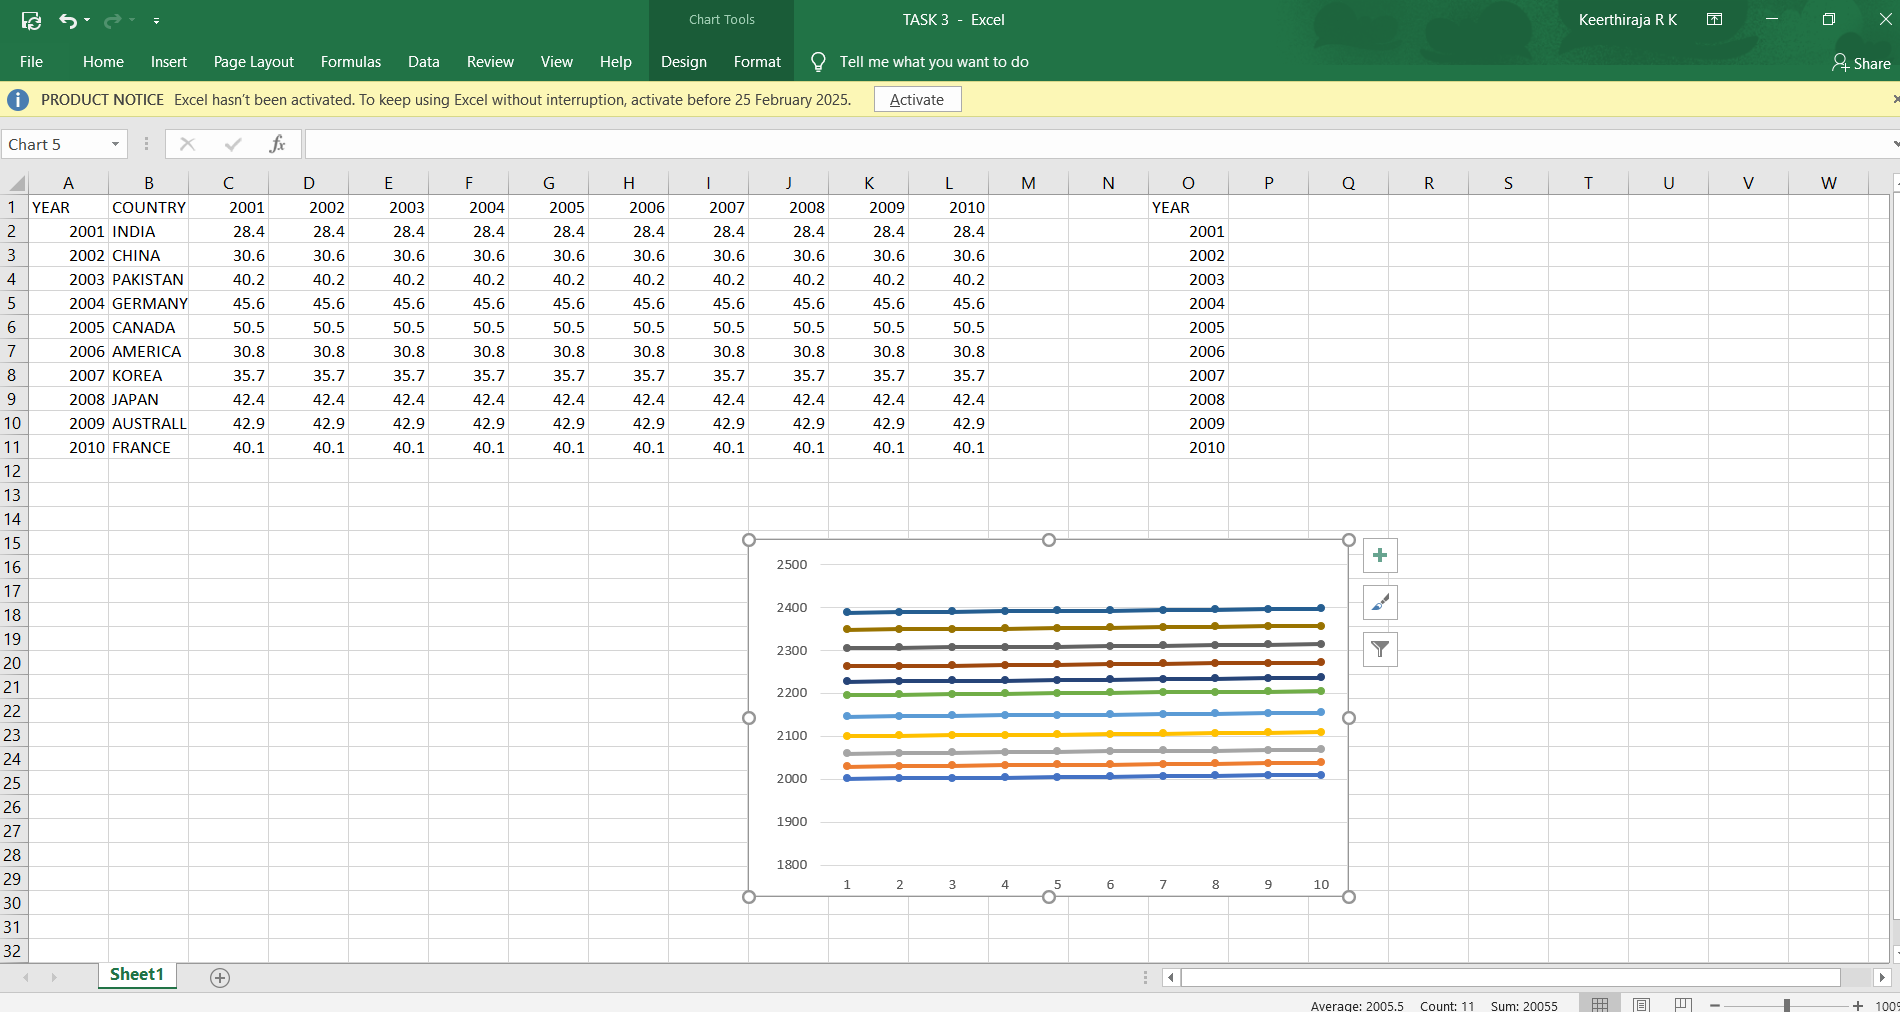 Chart Tools
TASK 3 - Excel
Keerthiraja R K
File Home Insert Page Layout Formulas Data Review View Help Design Format Tell me what you want to do
Share
PRODUCT NOTICE Excel hasn't been activated. To keep using Excel without interruption, activate before 25 February 2025. Activate
Chart 5 fx
A B C D E F G H I J K L M N O P Q R S T U V W
1 YEAR COUNTRY 2001 2002 2003 2004 2005 2006 2007 2008 2009 2010 YEAR
2 2001 INDIA 28.4 28.4 28.4 28.4 28.4 28.4 28.4 28.4 28.4 28.4 2001
3 2002 CHINA 30.6 30.6 30.6 30.6 30.6 30.6 30.6 30.6 30.6 30.6 2002
4 2003 PAKISTAN 40.2 40.2 40.2 40.2 40.2 40.2 40.2 40.2 40.2 40.2 2003
5 2004 GERMANY 45.6 45.6 45.6 45.6 45.6 45.6 45.6 45.6 45.6 45.6 2004
6 2005 CANADA 50.5 50.5 50.5 50.5 50.5 50.5 50.5 50.5 50.5 50.5 2005
7 2006 AMERICA 30.8 30.8 30.8 30.8 30.8 30.8 30.8 30.8 30.8 30.8 2006
8 2007 KOREA 35.7 35.7 35.7 35.7 35.7 35.7 35.7 35.7 35.7 35.7 2007
9 2008 JAPAN 42.4 42.4 42.4 42.4 42.4 42.4 42.4 42.4 42.4 42.4 2008
10 2009 AUSTRALL 42.9 42.9 42.9 42.9 42.9 42.9 42.9 42.9 42.9 42.9 2009
11 2010 FRANCE 40.1 40.1 40.1 40.1 40.1 40.1 40.1 40.1 40.1 40.1 2010
12
13
14
15
16
17
18
19
20
21
22
23
24
25
26
27
28
29
30
31
32
2500
2400
2300
2200
2100
2000
1900
1800
1 2 3 4 5 6 7 8 9 10
Sheet1
Average: 2005.5 Count: 11 Sum: 20055 100%